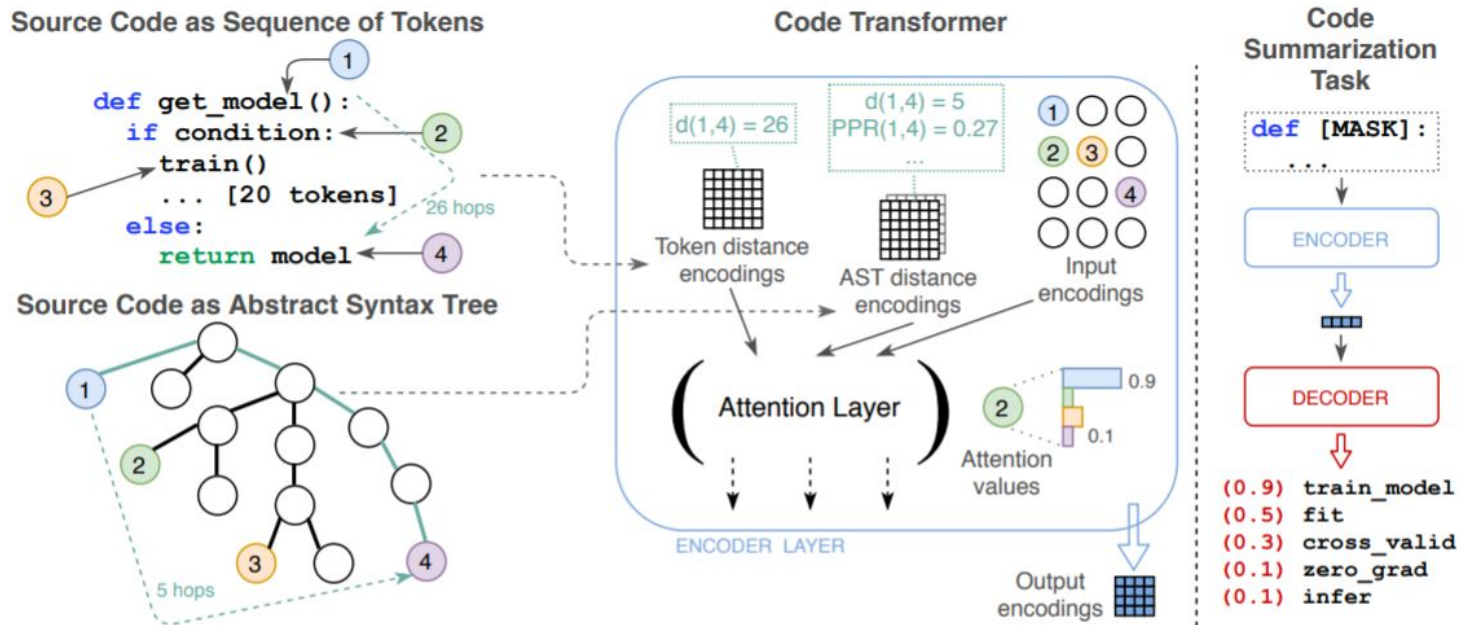 Source Code as Sequence of Tokens
1
def get_model():
if condition:
2
train()
3
... [20 tokens]
26 hops
else:
return model
4
Source Code as Abstract Syntax Tree
1
2
3
4
5 hops
Code Transformer
d(1,4) = 26
d(1,4) = 5
PPR(1,4) = 0.27
...
1
2 3
4
Token distance
encodings
AST distance
encodings
Input
encodings
( Attention Layer )
2
0.9
0.1
Attention
values
ENCODER LAYER
Output
encodings
Code
Summarization
Task
def [MASK]:
...
ENCODER
DECODER
(0.9) train_model
(0.5) fit
(0.3) cross_valid
(0.1) zero_grad
(0.1) infer